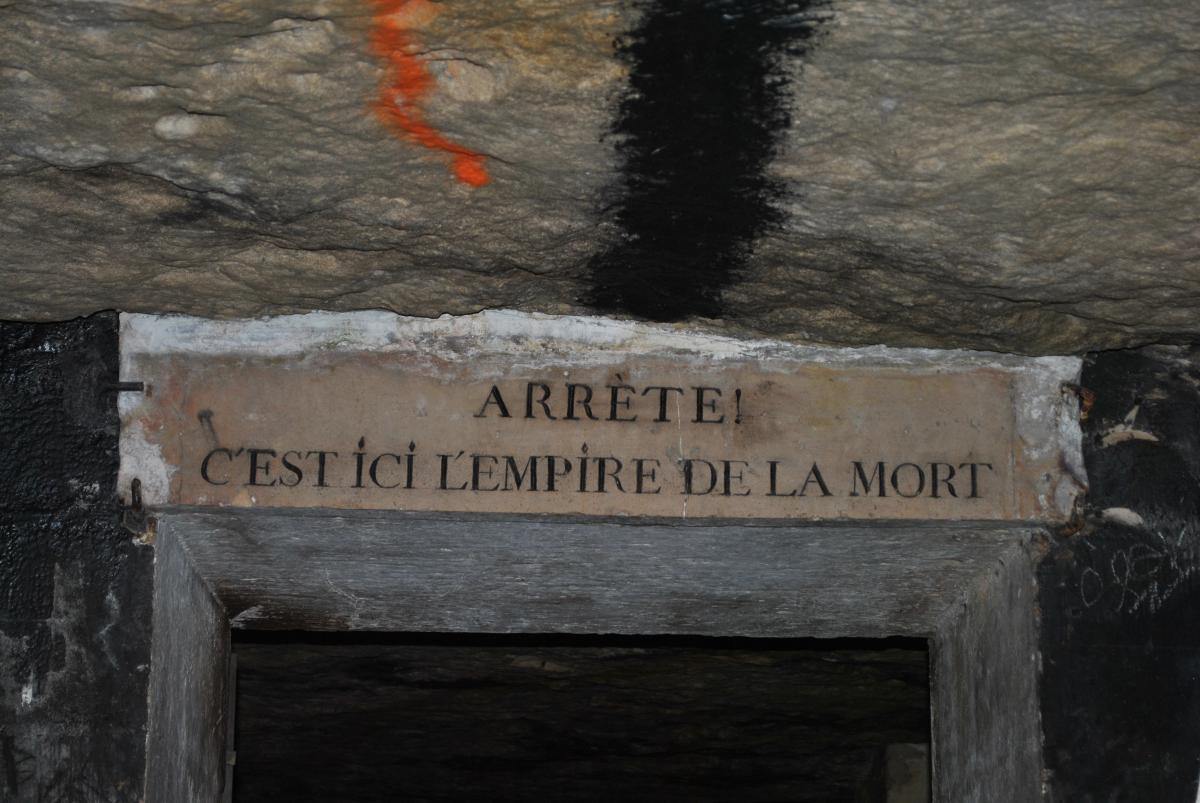 ARRÈTE!
C'EST ICI L'EMPIRE DE LA MORT